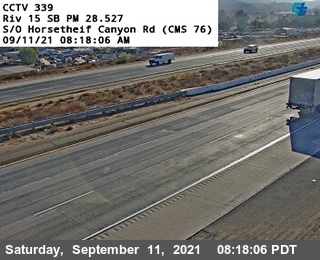 CCTV 339
Riv 15 SB PM 28.527
S/O Horsetheif Canyon Rd (CMS 76)
09/11/21 08:18:06 AM
Saturday, September 11, 2021 08:18:06 PDT